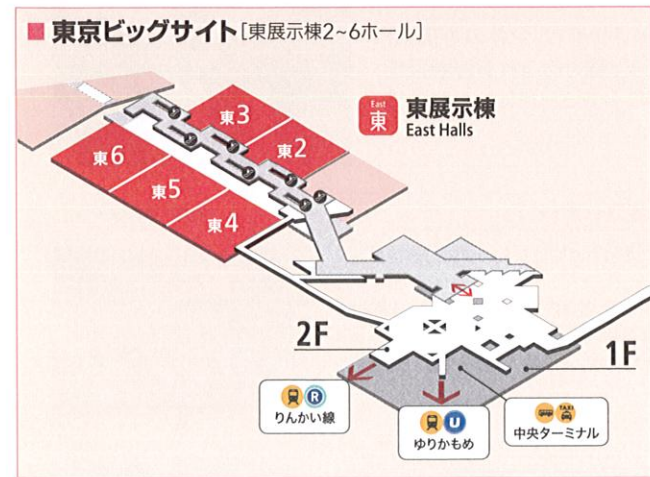 東京ビッグサイト[東展示棟2~6ホール]
East
東
東展示棟
East Halls
東3
東2
東6
東5
東4
2F
1F
R
りんかい線
U
ゆりかもめ
TAXI
中央ターミナル